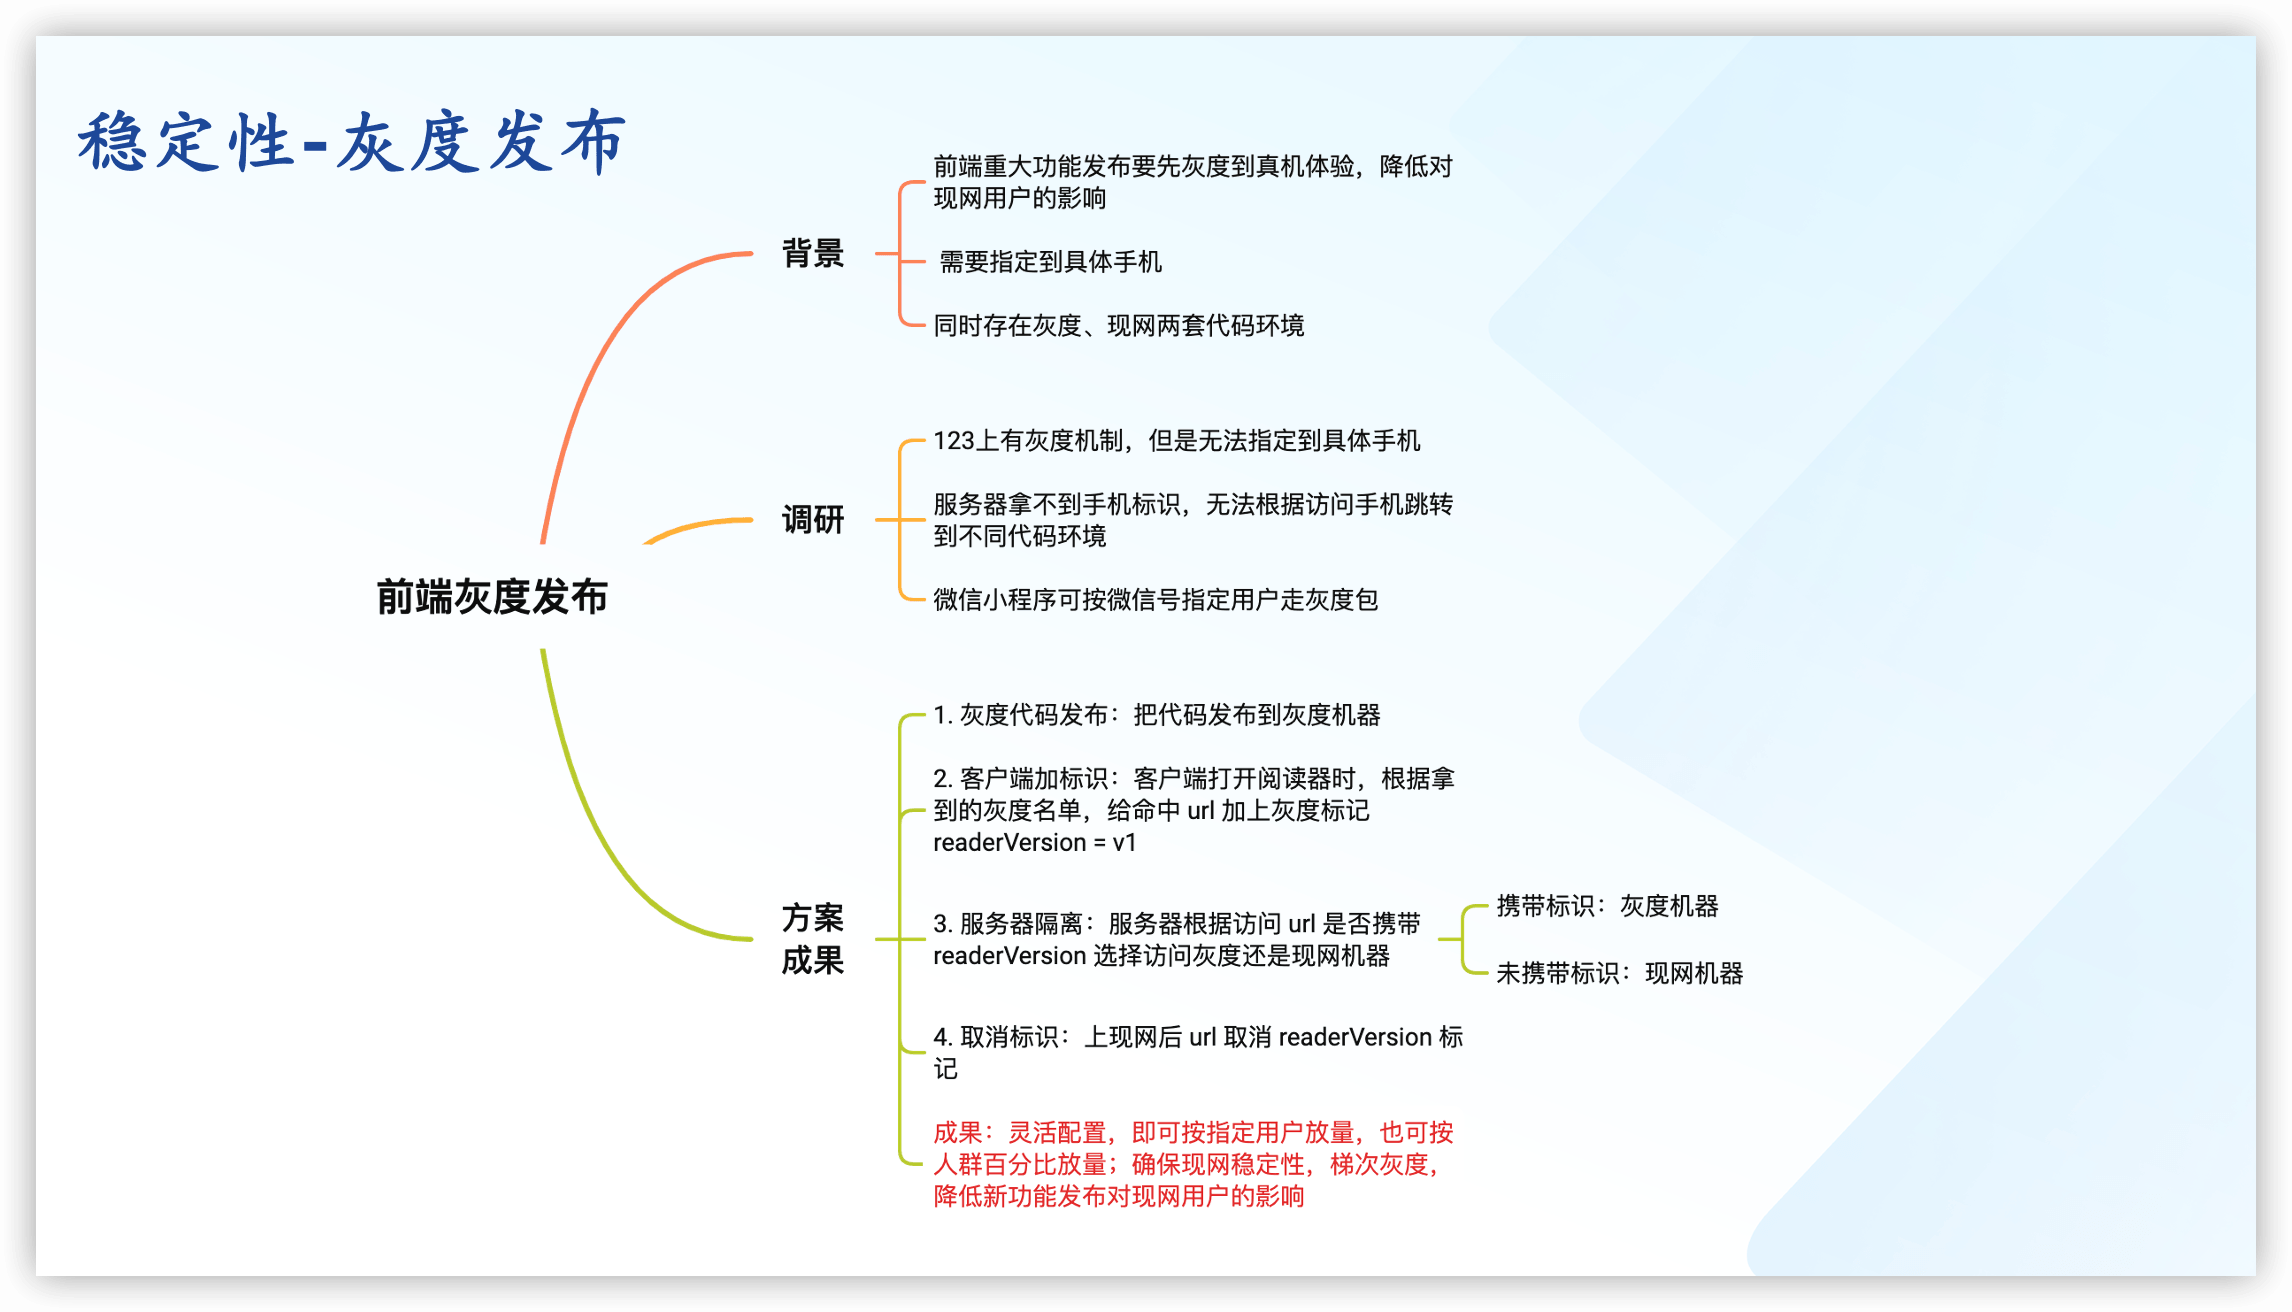 稳定性-灰度发布
前端灰度发布
背景
前端重大功能发布要先灰度到真机体验，降低对
现网用户的影响
需要指定到具体手机
同时存在灰度、现网两套代码环境
调研
123上有灰度机制，但是无法指定到具体手机
服务器拿不到手机标识，无法根据访问手机跳转
到不同代码环境
微信小程序可按微信号指定用户走灰度包
方案
成果
1. 灰度代码发布：把代码发布到灰度机器
2. 客户端加标识：客户端打开阅读器时，根据拿
到的灰度名单，给命中 url 加上灰度标记
readerVersion = v1
3. 服务器隔离：服务器根据访问 url 是否携带
readerVersion 选择访问灰度还是现网机器
携带标识：灰度机器
未携带标识：现网机器
4. 取消标识：上现网后 url 取消 readerVersion 标
记
成果：灵活配置，即可按指定用户放量，也可按
人群百分比放量；确保现网稳定性，梯次灰度，
降低新功能发布对现网用户的影响